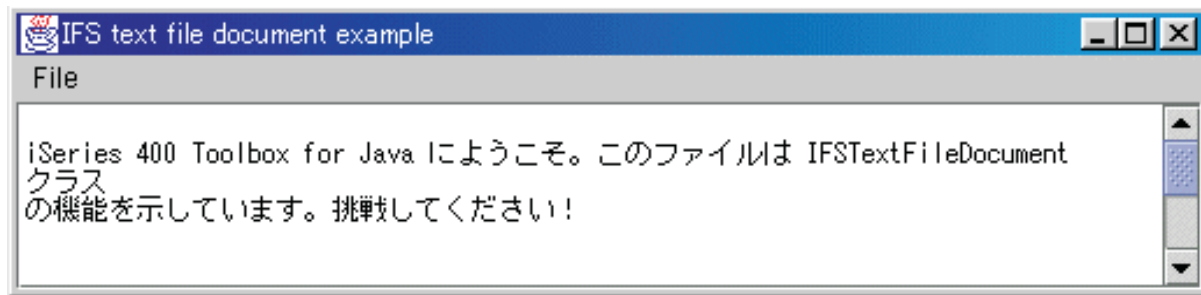 IFS text file document example
File
iSeries 400 Toolbox for Java にようこそ。このファイルは IFSTextFileDocument
クラス
の機能を示しています。挑戦してください!